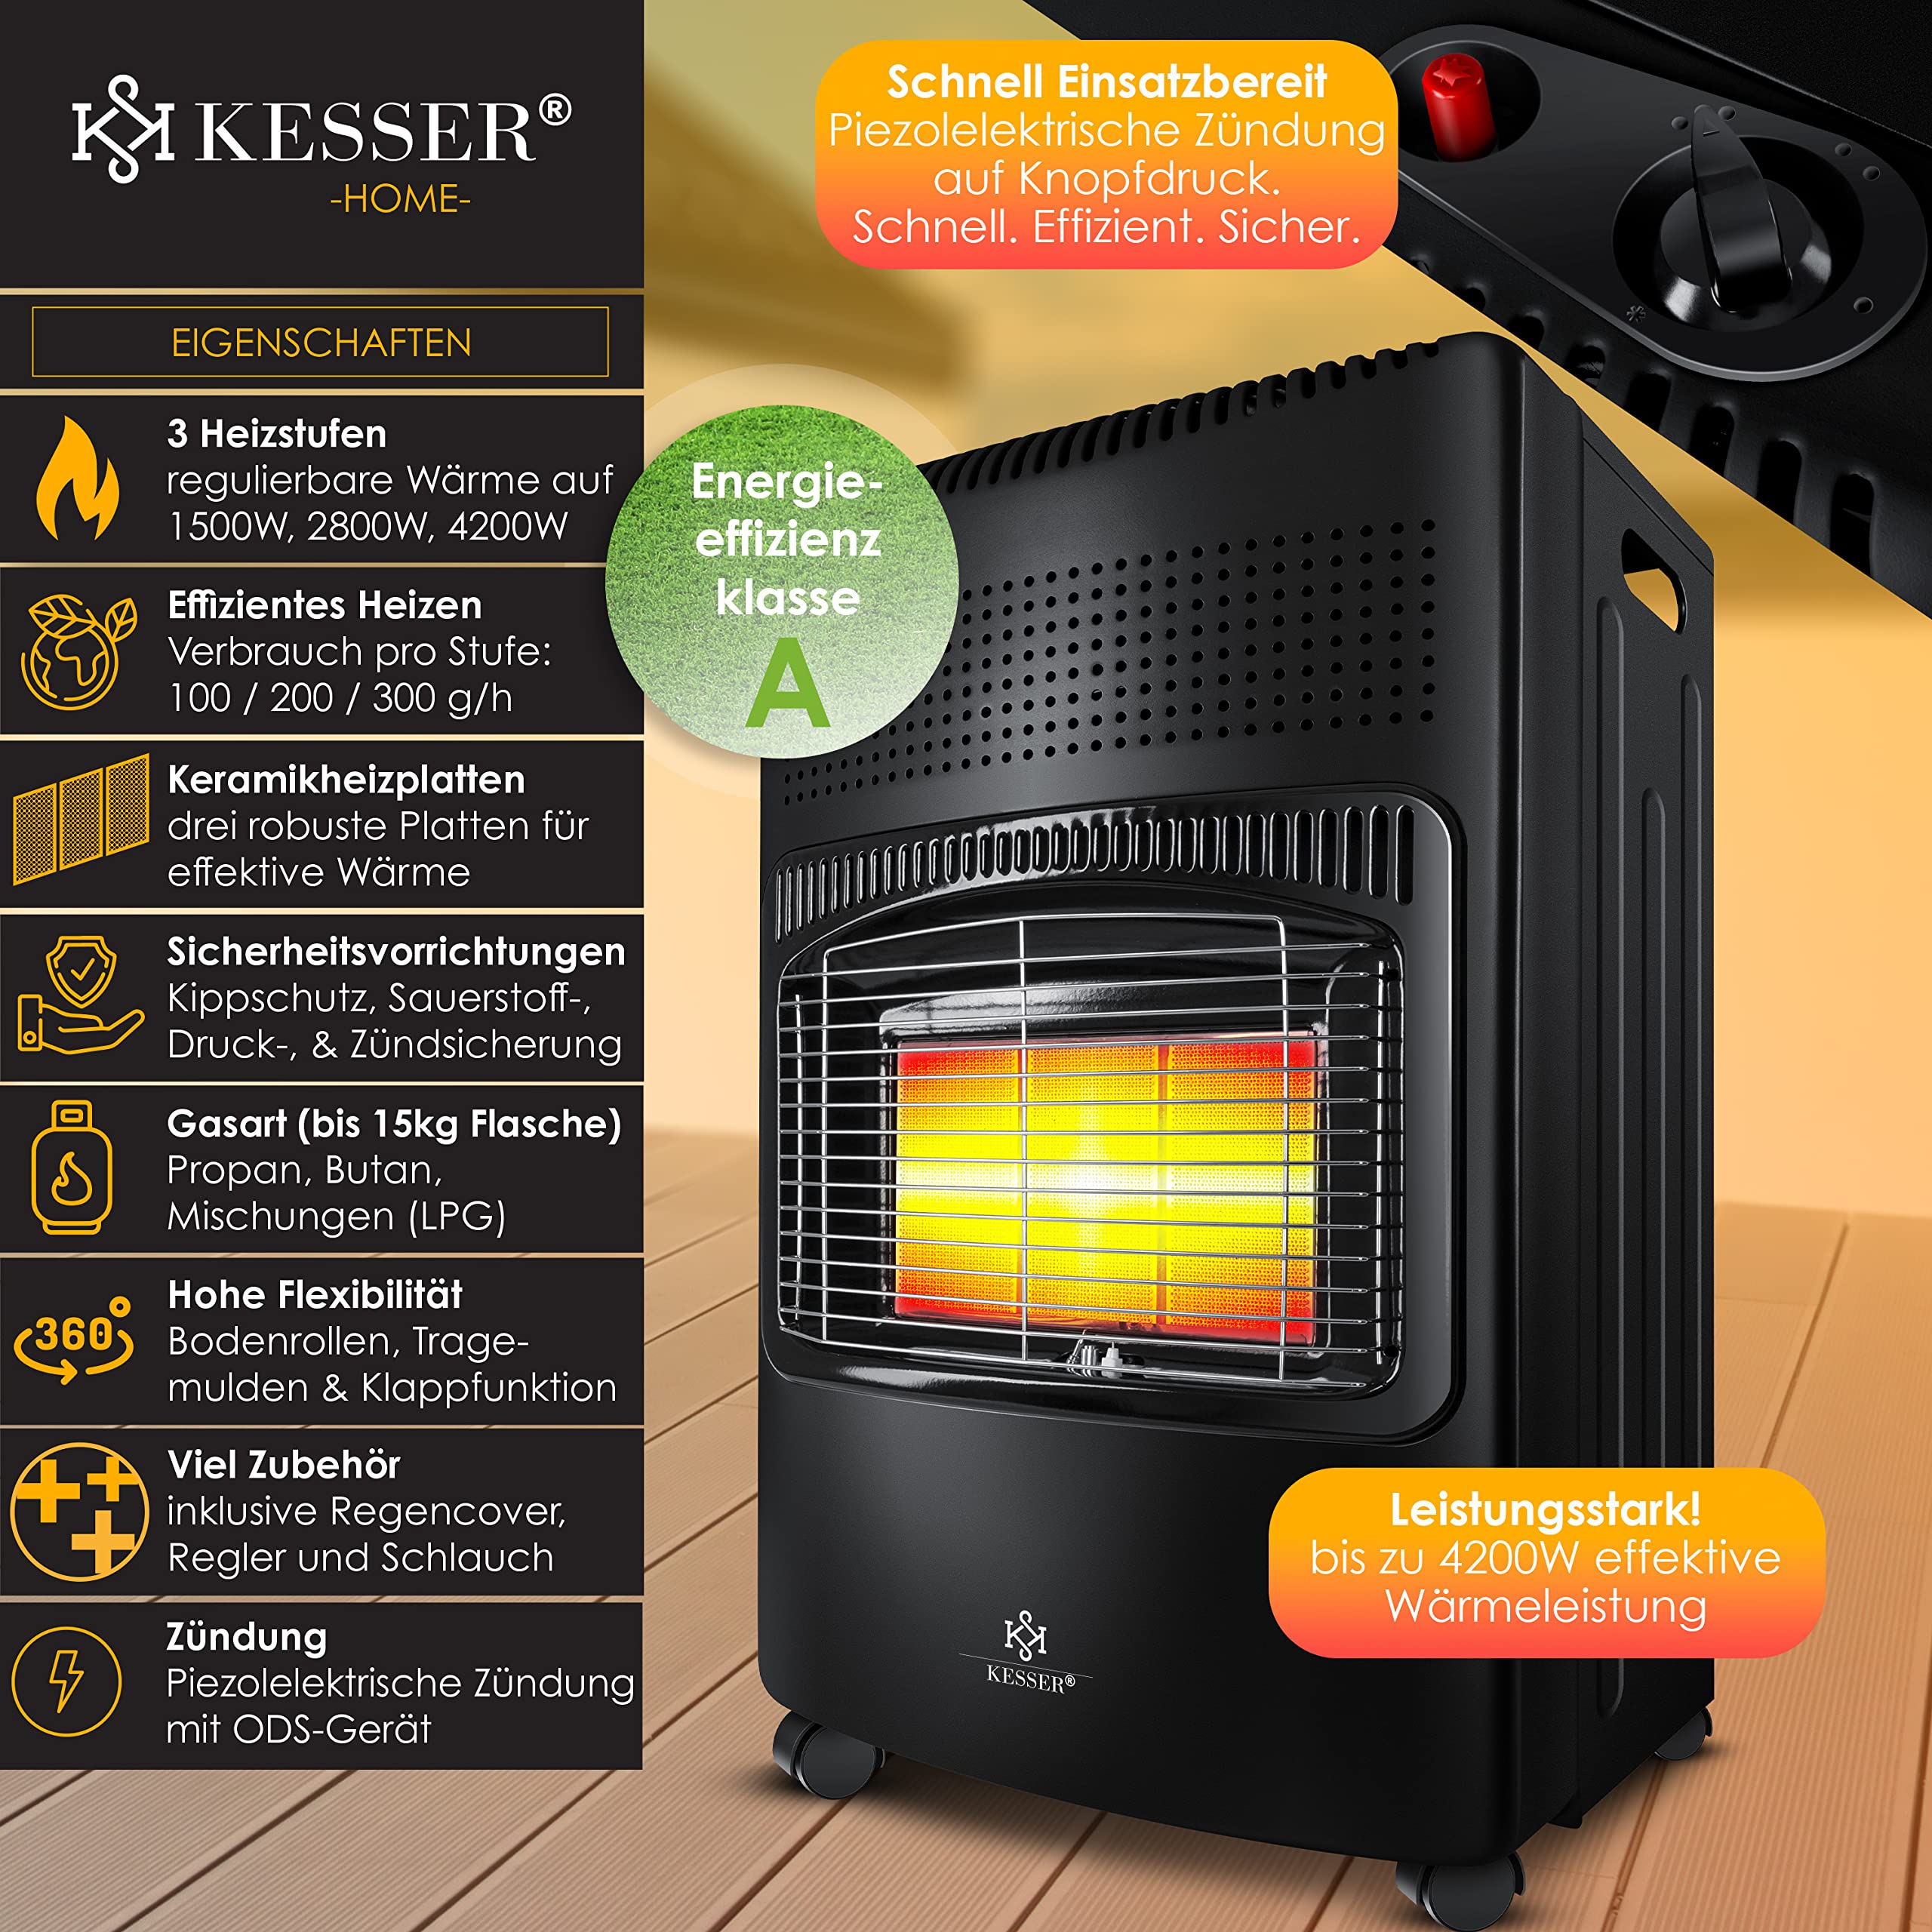 KESSER®
-HOME-
EIGENSCHAFTEN
3 Heizstufen
regulierbare Wärme auf
1500W, 2800W, 4200W
Effizientes Heizen
Verbrauch pro Stufe:
100 / 200 / 300 g/h
Keramikheizplatten
drei robuste Platten für
effektive Wärme
Sicherheitsvorrichtungen
Kippschutz, Sauerstoff-,
Druck-, & Zündsicherung
Gasart (bis 15kg Flasche)
Propan, Butan,
Mischungen (LPG)
360°
Hohe Flexibilität
Bodenrollen, Trage-
mulden & Klappfunktion
Viel Zubehör
inklusive Regencover,
Regler und Schlauch
Zündung
Piezolelektrische Zündung
mit ODS-Gerät
Schnell Einsatzbereit
Piezolelektrische Zündung
auf Knopfdruck.
Schnell. Effizient. Sicher.
Energie-
effizienz
klasse
A
Leistungsstark!
bis zu 4200W effektive
Wärmeleistung
KESSER®